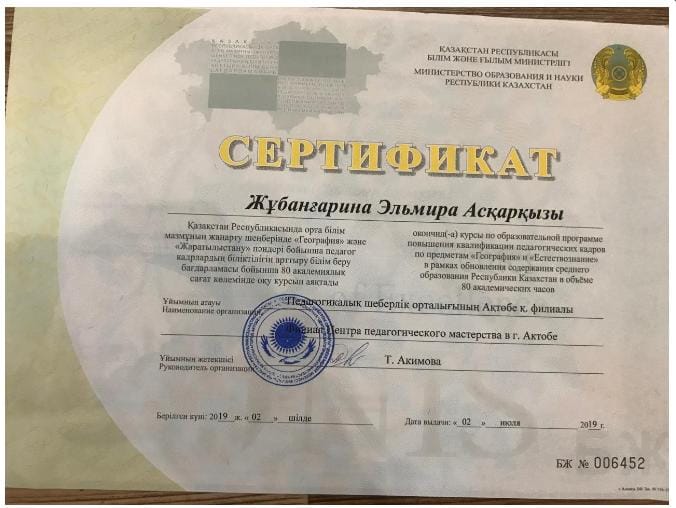 ҚАЗАҚСТАН РЕСПУБЛИКАСЫ
БІЛІМ ЖӘНЕ ҒЫЛЫМ МИНИСТРЛІГІ
МИНИСТЕРСТВО ОБРАЗОВАНИЯ И НАУКИ
РЕСПУБЛИКИ КАЗАХСТАН
СЕРТИФИКАТ
Жұбанғарина Эльмира Асқарқызы
Қазақстан Республикасында орта білім
мазмұнын жаңарту шеңберінде «География» және
«Жаратылыстану» пәндері бойынша педагог
кадрлардың біліктілігін арттыру білім беру
бағдарламасы бойынша 80 академиялық
сағат көлемінде оқу курсын аяқтады
окончил(-а) курсы по образовательной программе
повышения квалификации педагогических кадров
по предметам «География» и «Естествознание»
в рамках обновления содержания среднего
образования Республики Казахстан в объёме
80 академических часов
Ұйымның атауы
Наименование организации
Педагогикалық шеберлік орталығының Ақтөбе қ. филиалы
Филиал Центра педагогического мастерства в г. Актобе
Ұйымның жетекшісі
Руководитель организации
Т. Акимова
Берілген күні: 2019 ж. «02» шілде
Дата выдачи: «02» июля 2019 г.
БЖ № 006452